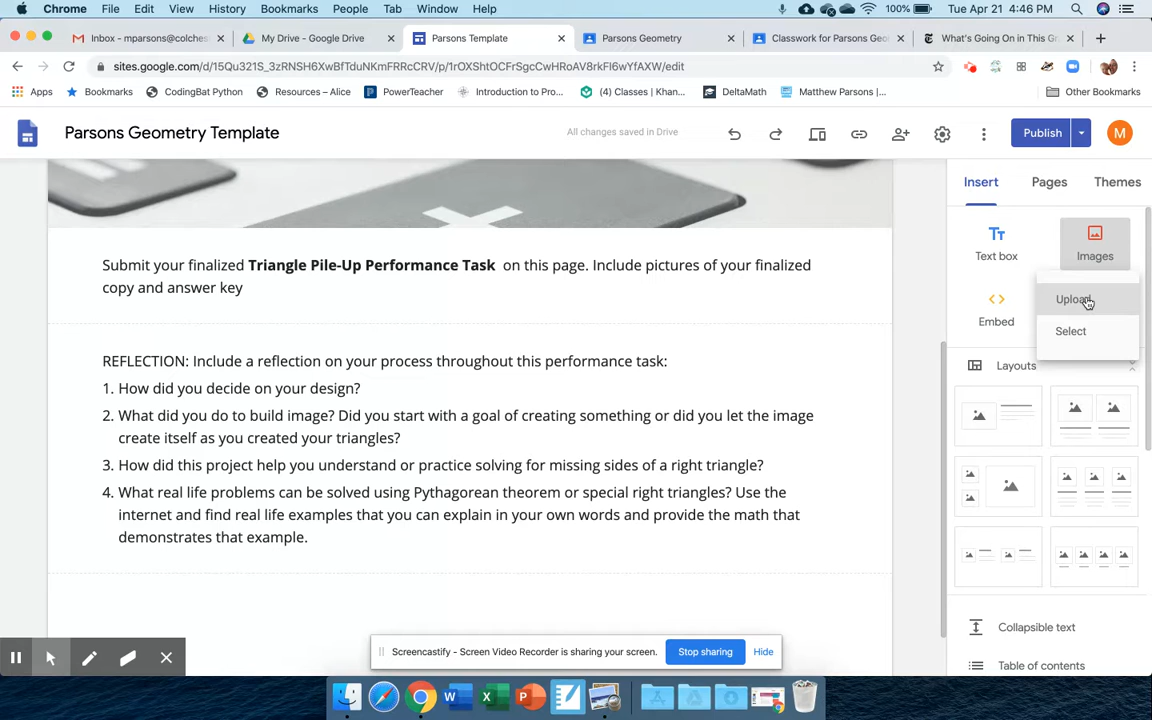 Chrome File Edit View History Bookmarks People Tab Window Help 100% Tue Apr 21 4:46 PM
Inbox - mparsons@colches My Drive - Google Drive Parsons Template Parsons Geometry Classwork for Parsons Geo What's Going On in This Gr
sites.google.com/d/15Qu321S_3zRNSH6XwBfTduNKmFRRcCRV/p/1rOXShtOCFrSgcCwHRoAV8rkFl6wYfAXW/edit
Apps Bookmarks CodingBat Python Resources – Alice PowerTeacher Introduction to Pro... (4) Classes | Khan... DeltaMath Matthew Parsons |... Other Bookmarks
Parsons Geometry Template All changes saved in Drive Publish M
Insert Pages Themes
Text box Images
Embed Upload
Select
Layouts
Submit your finalized Triangle Pile-Up Performance Task on this page. Include pictures of your finalized
copy and answer key
REFLECTION: Include a reflection on your process throughout this performance task:
1. How did you decide on your design?
2. What did you do to build image? Did you start with a goal of creating something or did you let the image
create itself as you created your triangles?
3. How did this project help you understand or practice solving for missing sides of a right triangle?
4. What real life problems can be solved using Pythagorean theorem or special right triangles? Use the
internet and find real life examples that you can explain in your own words and provide the math that
demonstrates that example.
Collapsible text
Table of contents
Screencastify - Screen Video Recorder is sharing your screen. Stop sharing Hide